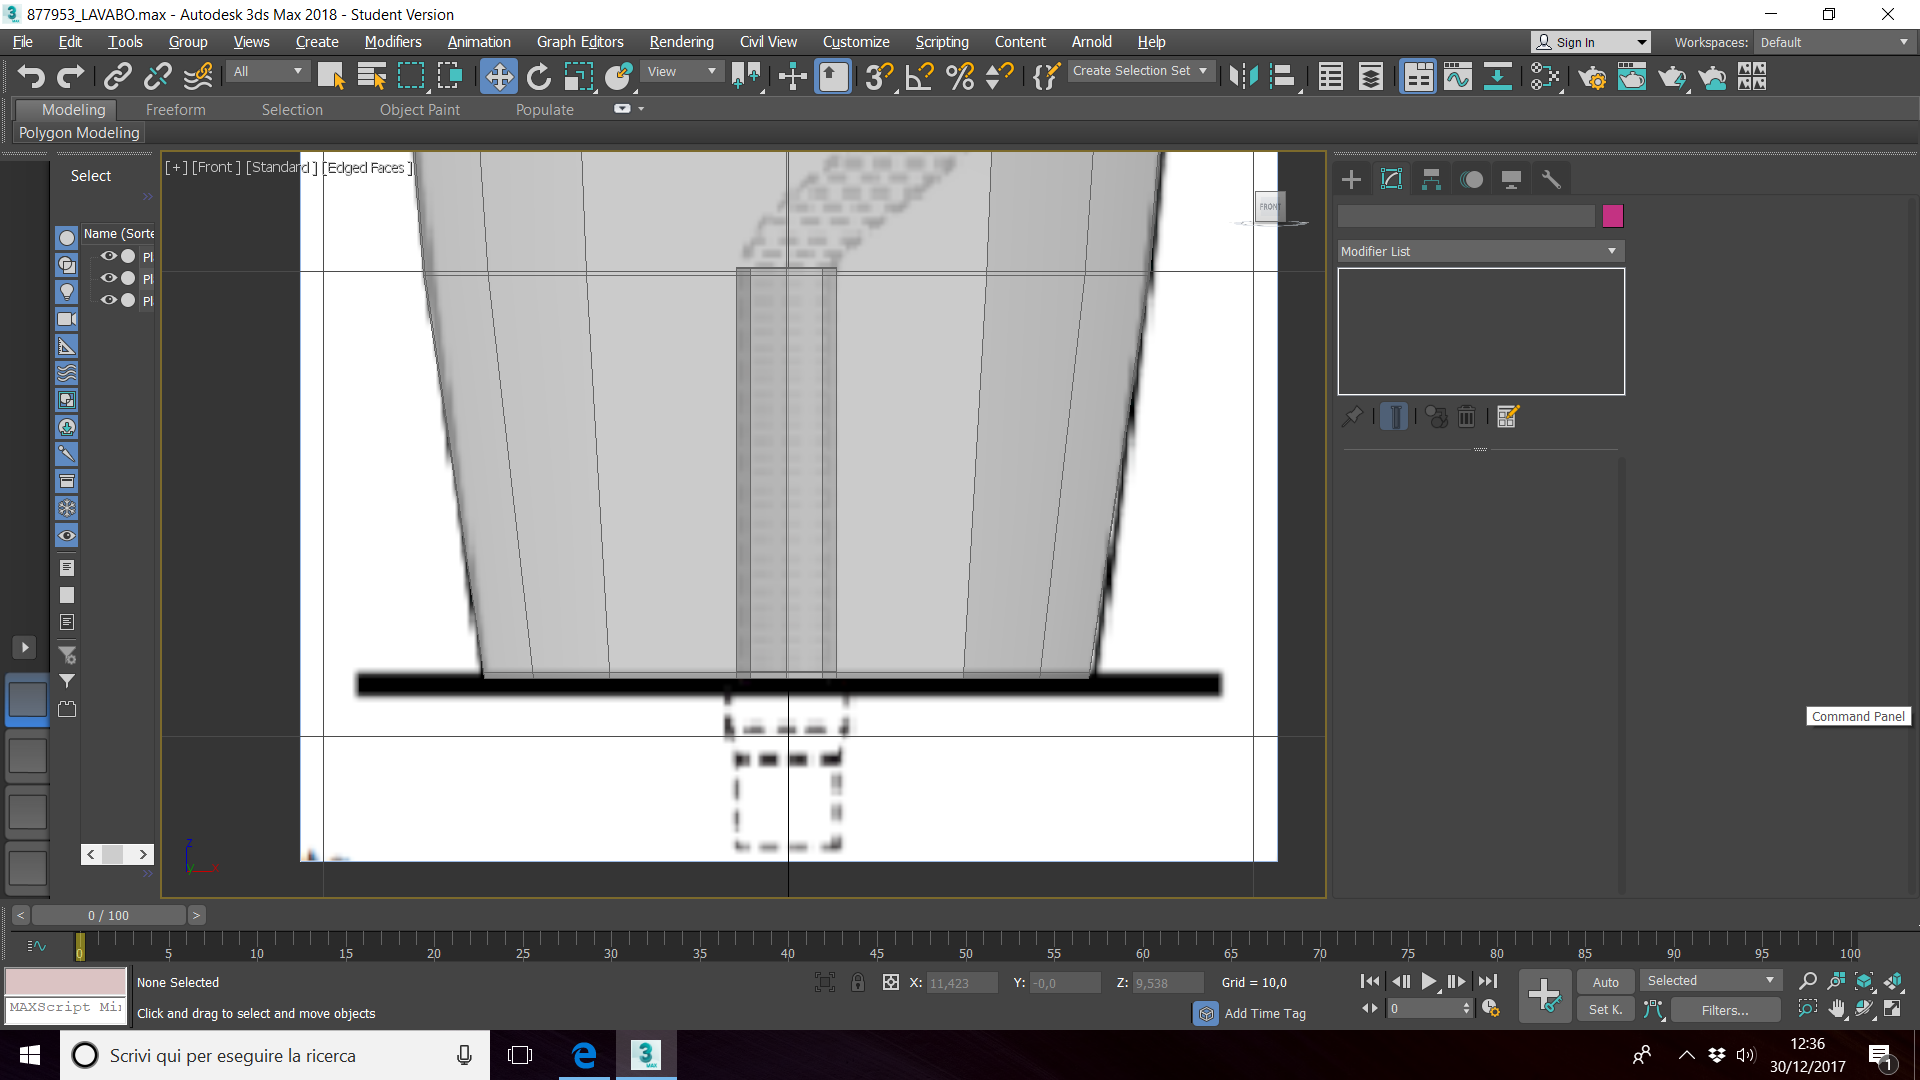 877953_LAVABO.max - Autodesk 3ds Max 2018 - Student Version
File Edit Tools Group Views Create Modifiers Animation Graph Editors Rendering Civil View Customize Scripting Content Arnold Help
Sign In
Workspaces: Default
All
View
Create Selection Set
Modeling Freeform Selection Object Paint Populate
Polygon Modeling
Select
[+] [Front ] [Standard ] [Edged Faces ]
FRONT
Name (Sorte
Pl
Pl
Pl
Modifier List
Command Panel
z
x
y
< 0 / 100 >
0 5 10 15 20 25 30 35 40 45 50 55 60 65 70 75 80 85 90 95 100
None Selected
X: 11,423 Y: -0,0 Z: 9,538 Grid = 10,0
Auto Selected
MAXScript Mi
Click and drag to select and move objects
Add Time Tag
0
Set K. Filters...
Scrivi qui per eseguire la ricerca
3
MAX
12:36
30/12/2017
1